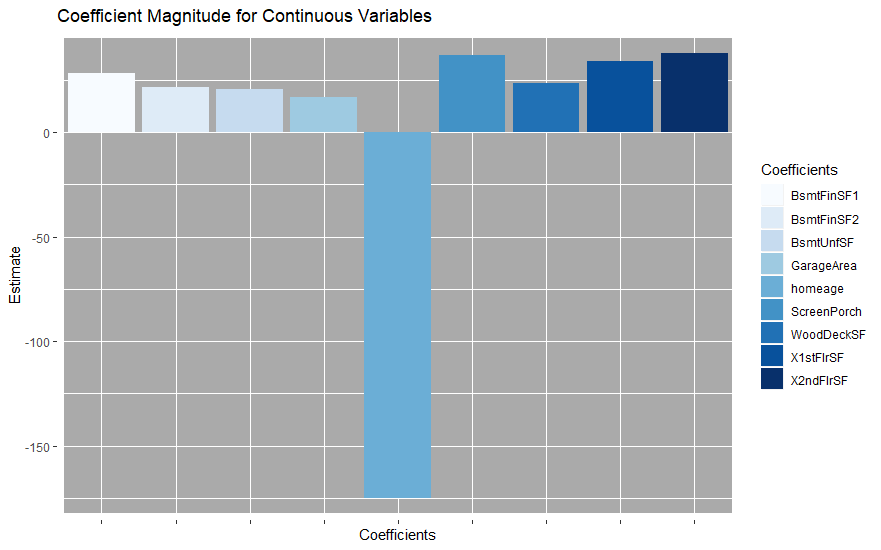 Coefficient Magnitude for Continuous Variables
Estimate
0
-50
-100
-150
Coefficients
Coefficients
BsmtFinSF1
BsmtFinSF2
BsmtUnfSF
GarageArea
homeage
ScreenPorch
WoodDeckSF
X1stFlrSF
X2ndFlrSF